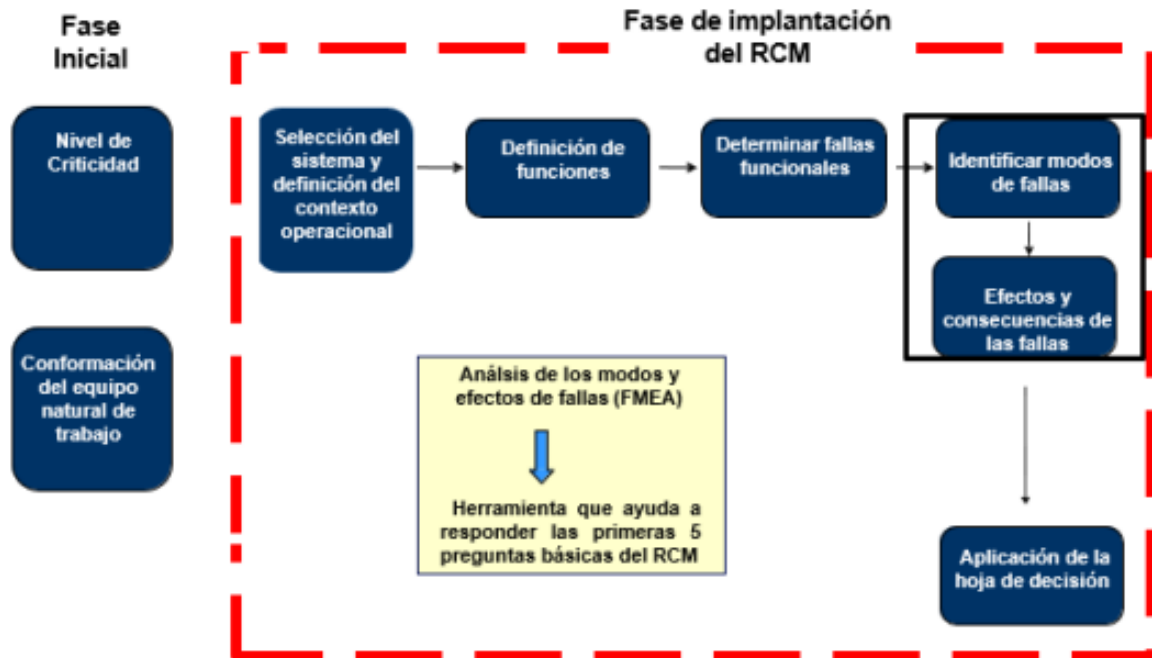 Fase
Inicial
Fase de implantación
del RCM
Nivel de
Criticidad
Conformación
del equipo
natural de
trabajo
Selección del
sistema y
definición del
contexto
operacional
Definición de
funciones
Determinar fallas
funcionales
Identificar modos
de fallas
Efectos y
consecuencias de
las fallas
Análsis de los modos y
efectos de fallas (FMEA)
Herramienta que ayuda a
responder las primeras 5
preguntas básicas del RCM
Aplicación de la
hoja de decisión